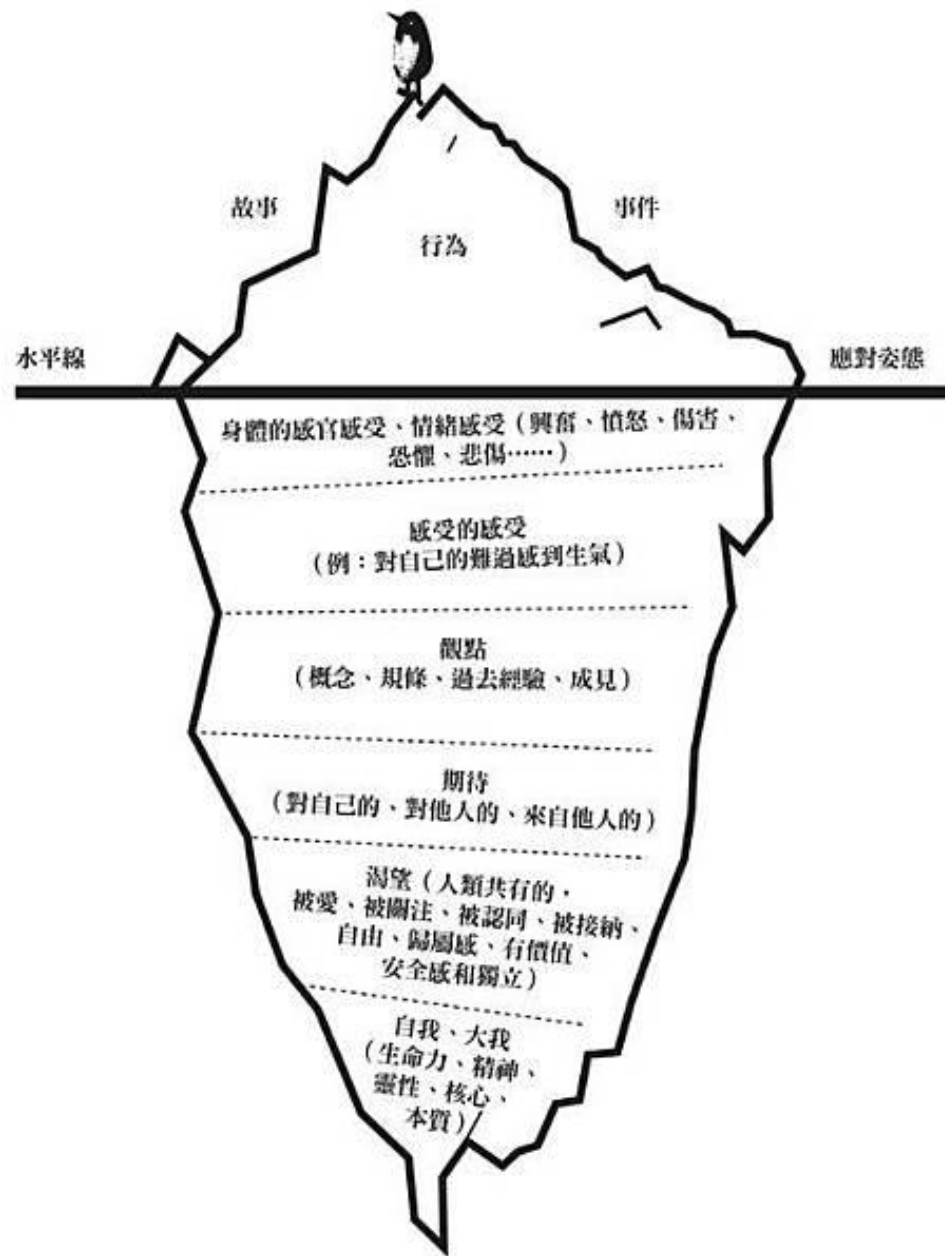 故事
事件
行為
水平線
應對姿態
身體的感官感受、情緒感受（興奮、憤怒、傷害、
恐懼、悲傷⋯⋯）
感受的感受
（例：對自己的難過感到生氣）
觀點
（概念、規條、過去經驗、成見）
期待
（對自己的、對他人的、來自他人的）
渴望（人類共有的，
被愛、被關注、被認同、被接納、
自由、歸屬感、有價值、
安全感和獨立）
自我、大我
（生命力、精神、
靈性、核心、
本質）